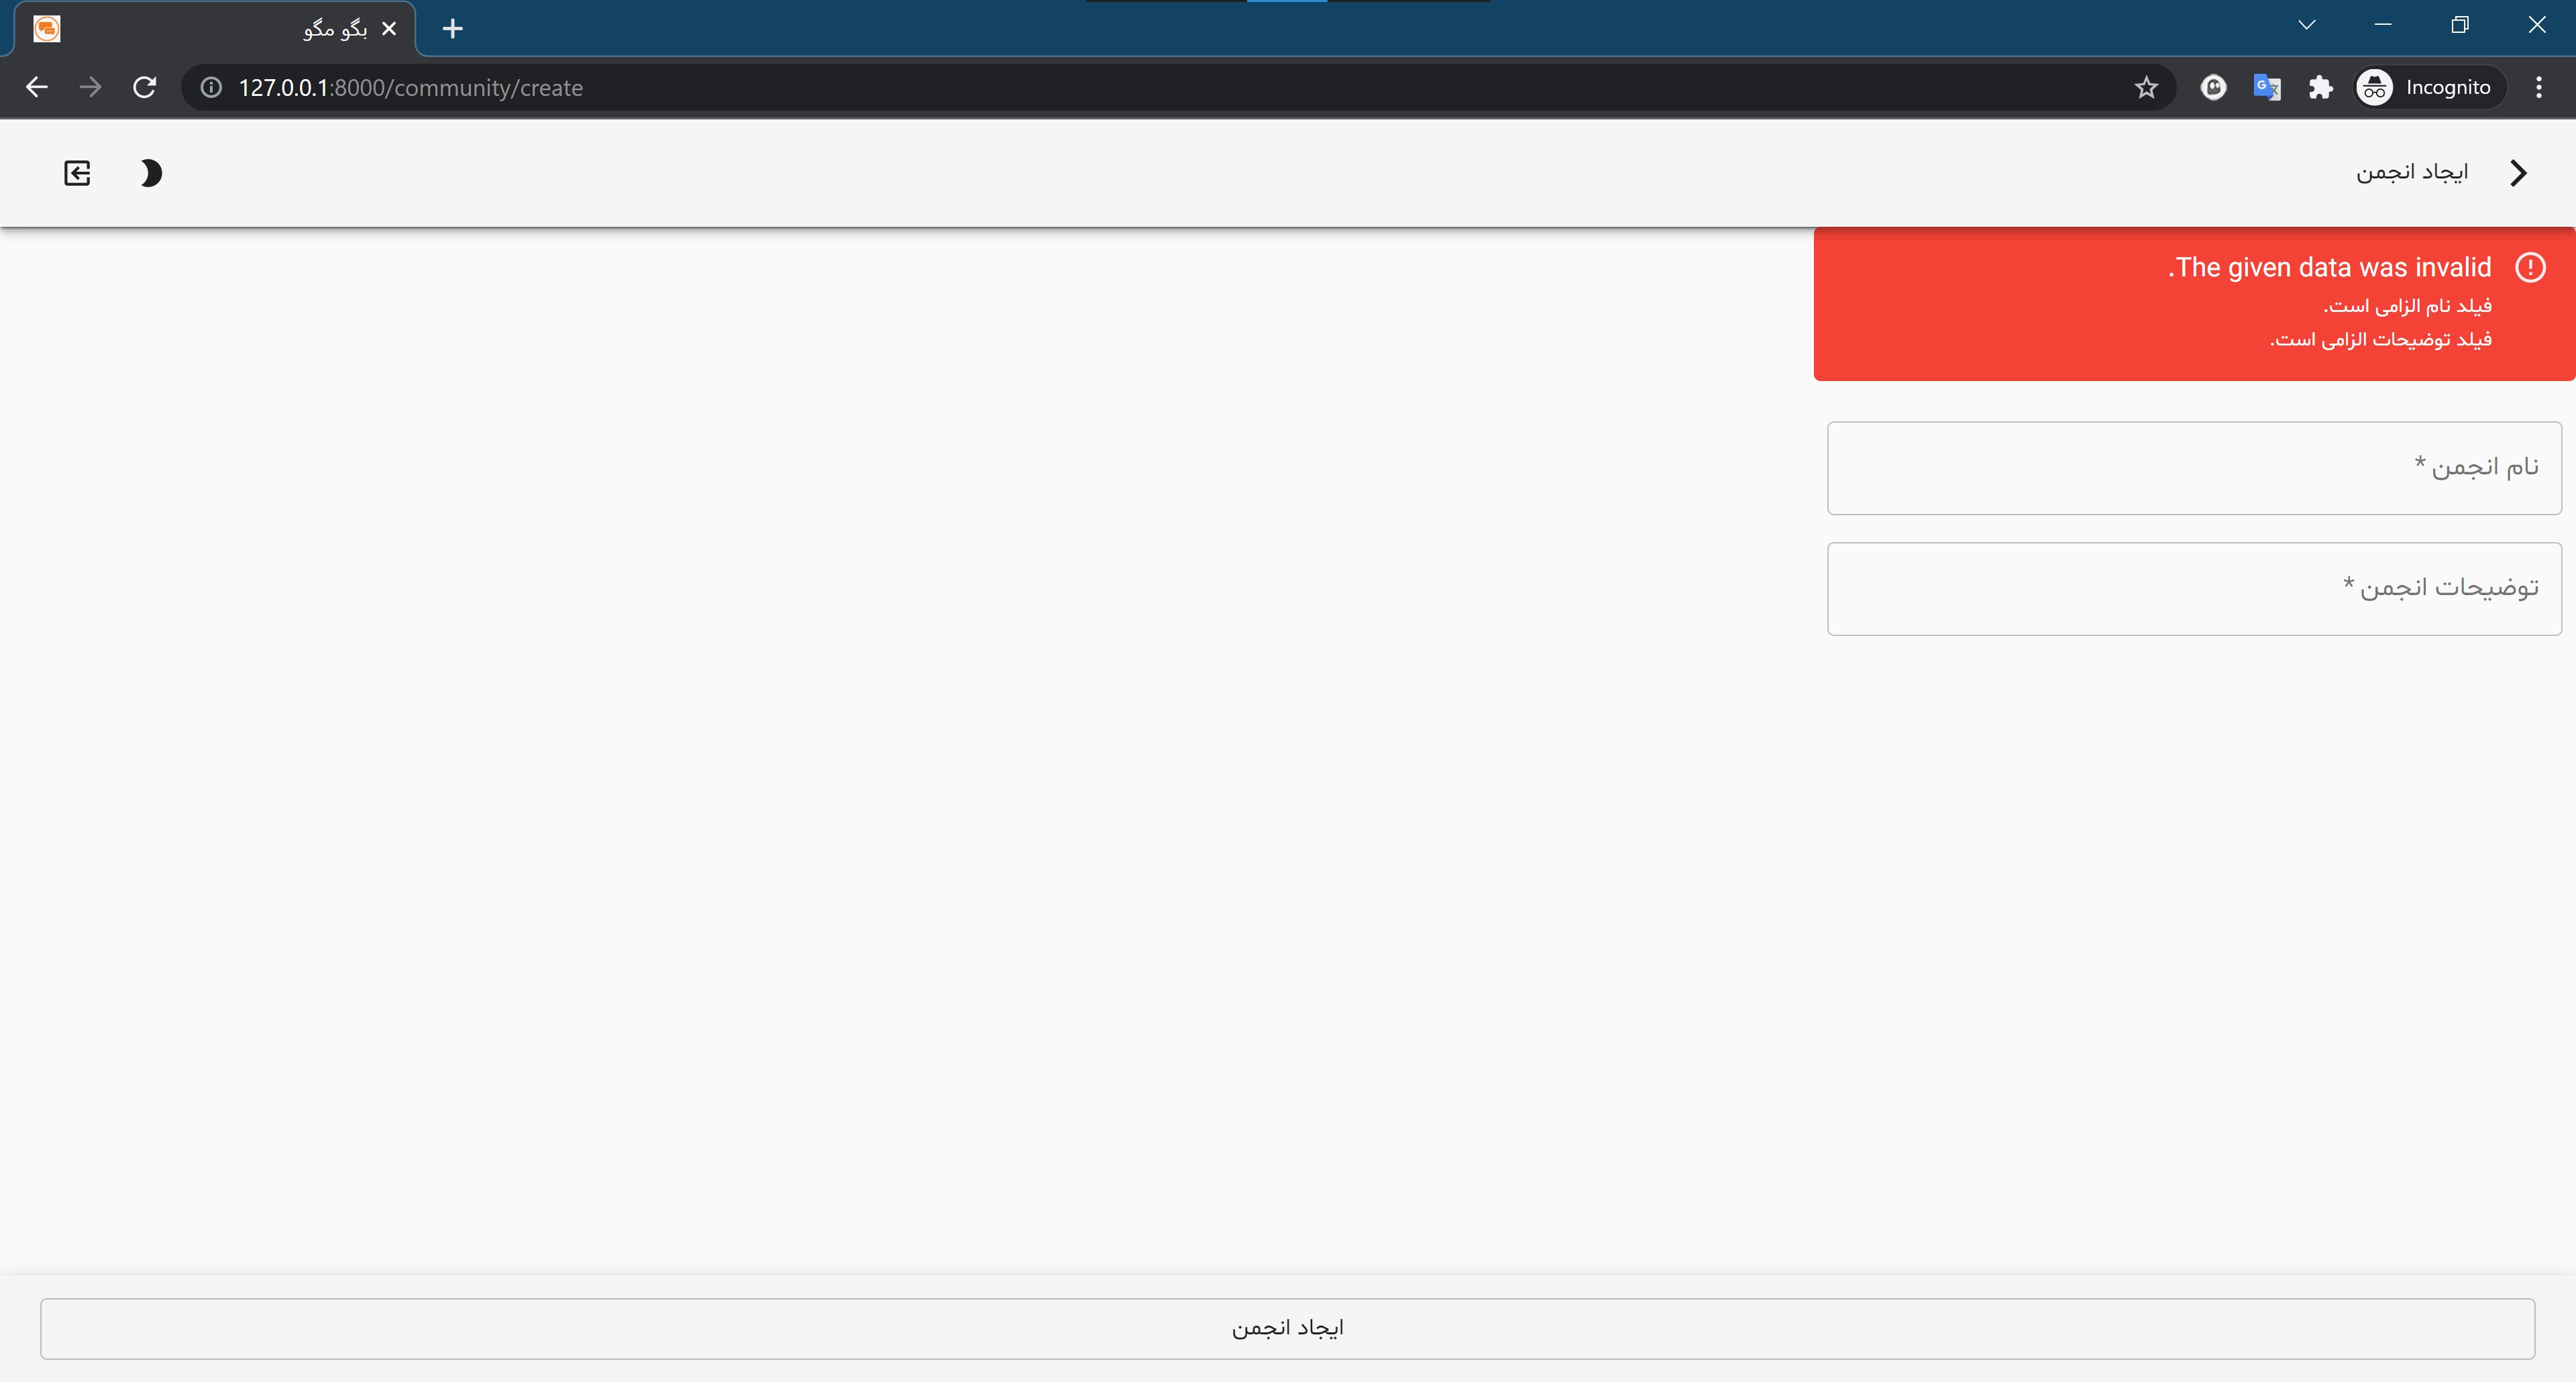 بگو مگو
127.0.0.1:8000/community/create
Incognito
ایجاد انجمن
The given data was invalid.
فیلد نام الزامی است.
فیلد توضیحات الزامی است.
نام انجمن *
توضیحات انجمن *
ایجاد انجمن